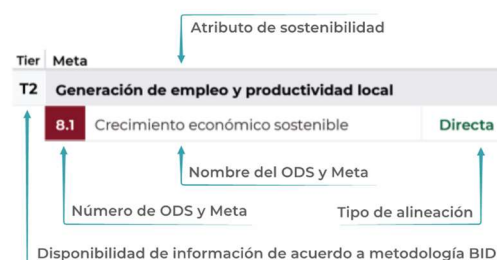 Atributo de sostenibilidad
Tier Meta
T2 Generación de empleo y productividad local
8.1 Crecimiento económico sostenible Directa
Nombre del ODS y Meta
Número de ODS y Meta Tipo de alineación
Disponibilidad de información de acuerdo a metodología BID